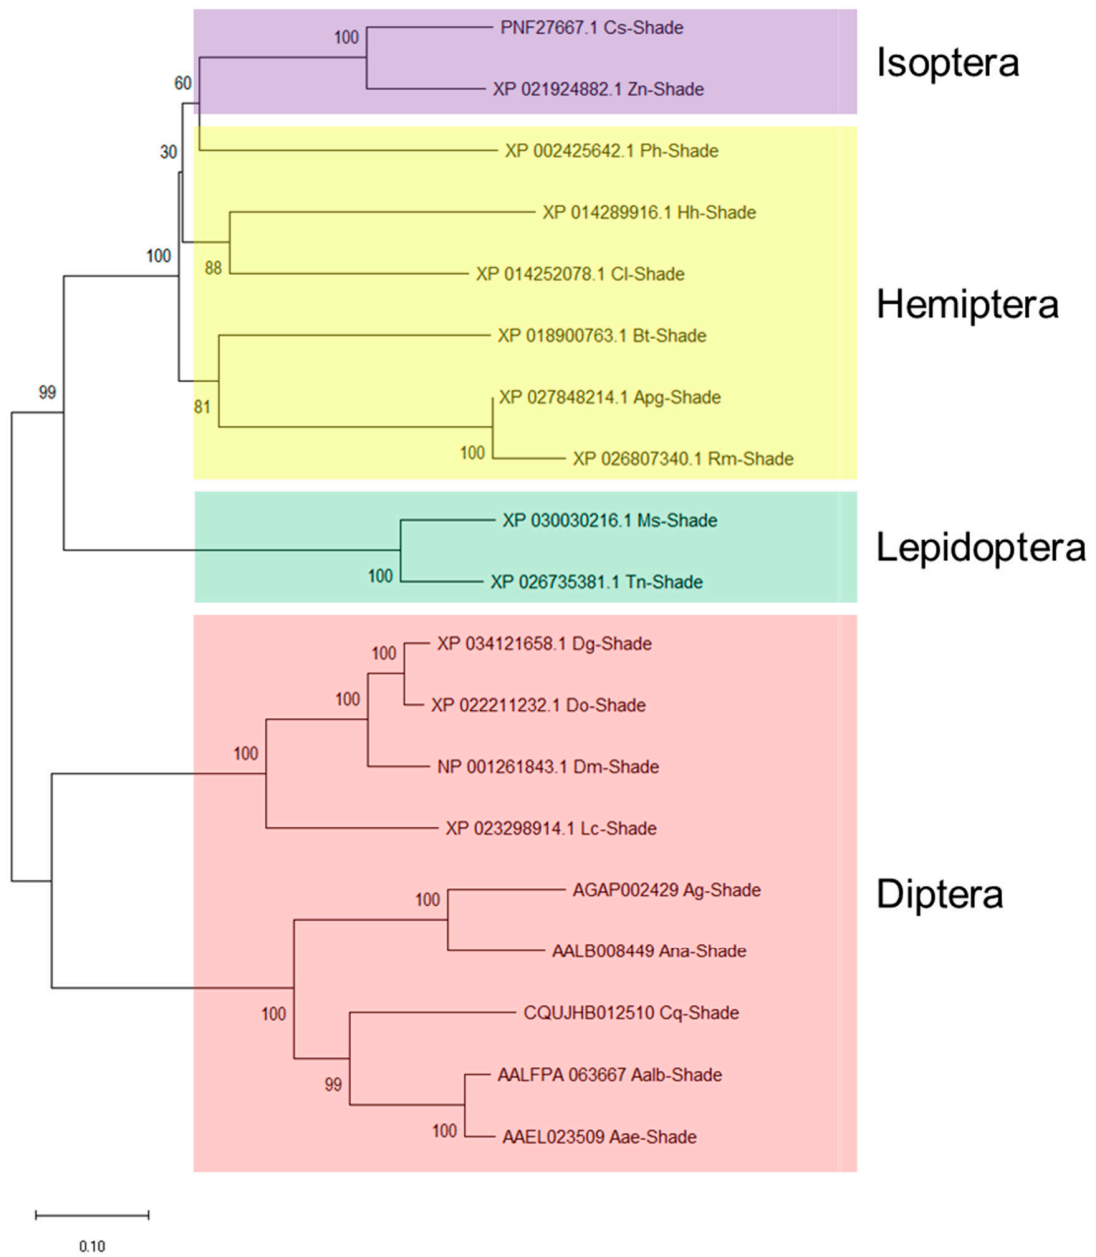 PNF27667.1 Cs-Shade
100
Isoptera
60
XP 021924882.1 Zn-Shade
30
XP 002425642.1 Ph-Shade
XP 014289916.1 Hh-Shade
100
88
XP 014252078.1 Cl-Shade
Hemiptera
XP 018900763.1 Bt-Shade
99
81
XP 027848214.1 Apg-Shade
100
XP 026807340.1 Rm-Shade
XP 030030216.1 Ms-Shade
Lepidoptera
100
XP 026735381.1 Tn-Shade
100
XP 034121658.1 Dg-Shade
100
XP 022211232.1 Do-Shade
100
NP 001261843.1 Dm-Shade
XP 023298914.1 Lc-Shade
100
AGAP002429 Ag-Shade
Diptera
AALB008449 Ana-Shade
100
CQUJHB012510 Cq-Shade
99
AALFPA 063667 Aalb-Shade
100
AAEL023509 Aae-Shade
0.10